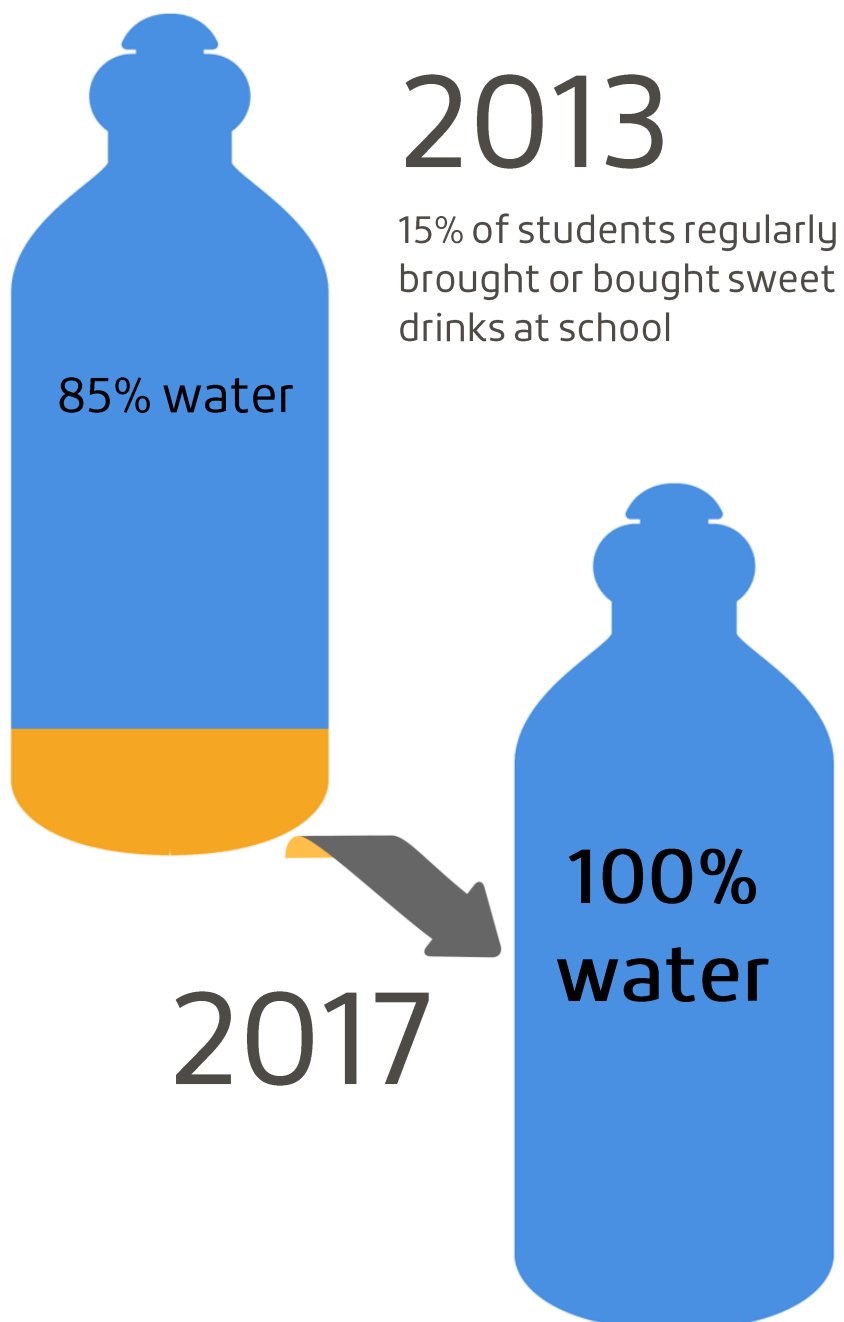 2013
15% of students regularly
brought or bought sweet
drinks at school
85% water
100%
water
2017